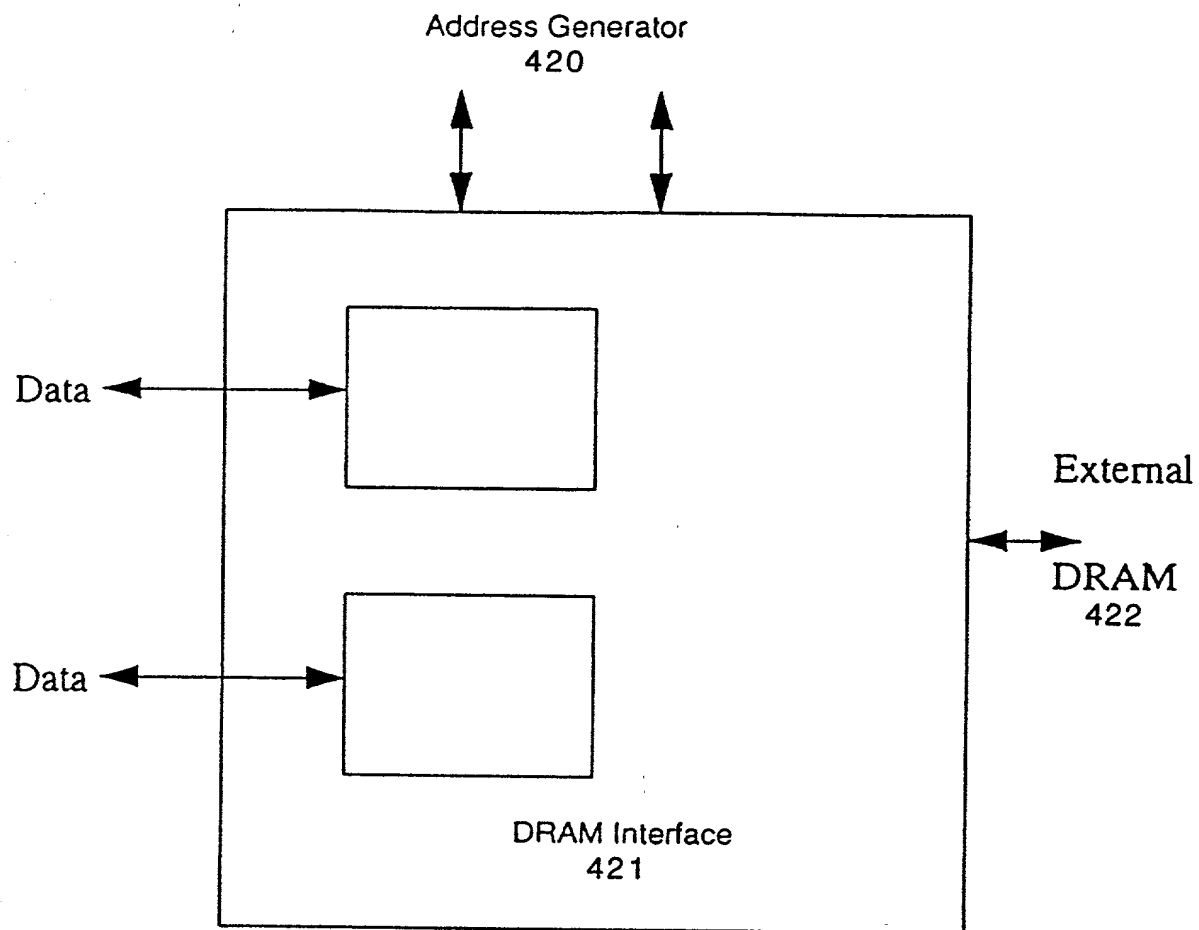 Address Generator
420
Data
External
DRAM
422
Data
DRAM Interface
421